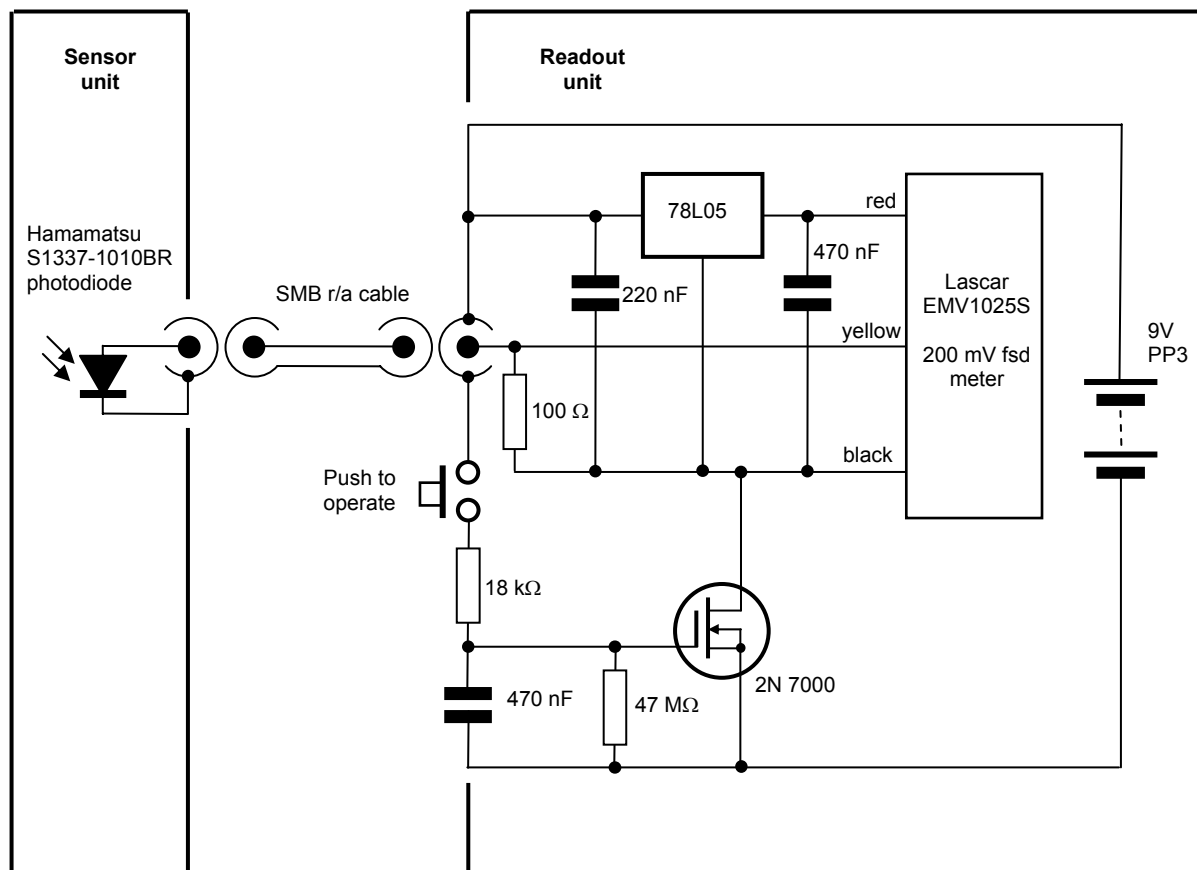 Sensor
unit
Readout
unit
Hamamatsu
S1337-1010BR
photodiode
SMB r/a cable
78L05
red
220 nF
470 nF
yellow
100 Ω
black
Lascar
EMV1025S
200 mV fsd
meter
9V
PP3
Push to
operate
18 kΩ
470 nF
47 MΩ
2N 7000